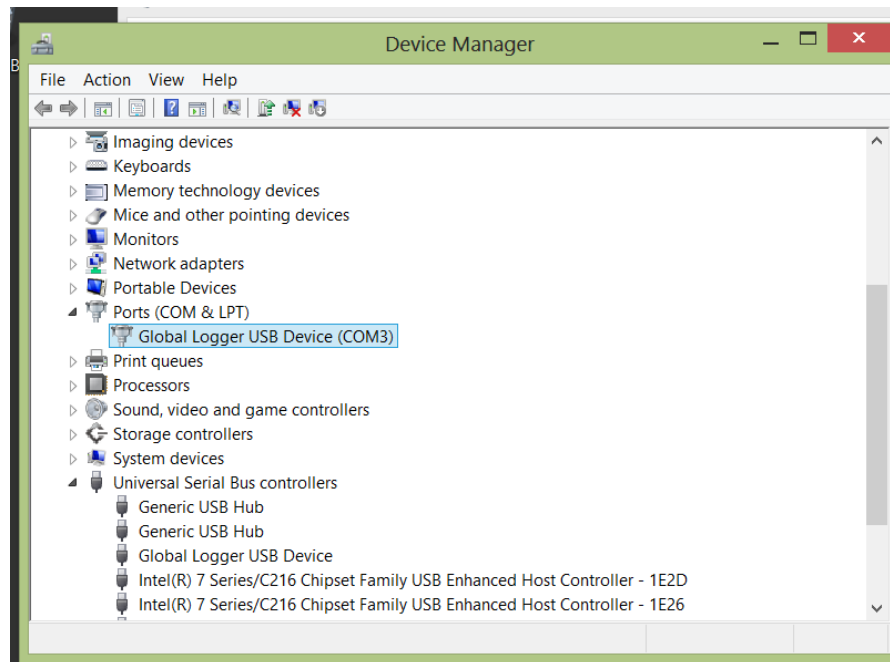 Device Manager
B
File Action View Help
Imaging devices
Keyboards
Memory technology devices
Mice and other pointing devices
Monitors
Network adapters
Portable Devices
Ports (COM & LPT)
Global Logger USB Device (COM3)
Print queues
Processors
Sound, video and game controllers
Storage controllers
System devices
Universal Serial Bus controllers
Generic USB Hub
Generic USB Hub
Global Logger USB Device
Intel(R) 7 Series/C216 Chipset Family USB Enhanced Host Controller - 1E2D
Intel(R) 7 Series/C216 Chipset Family USB Enhanced Host Controller - 1E26